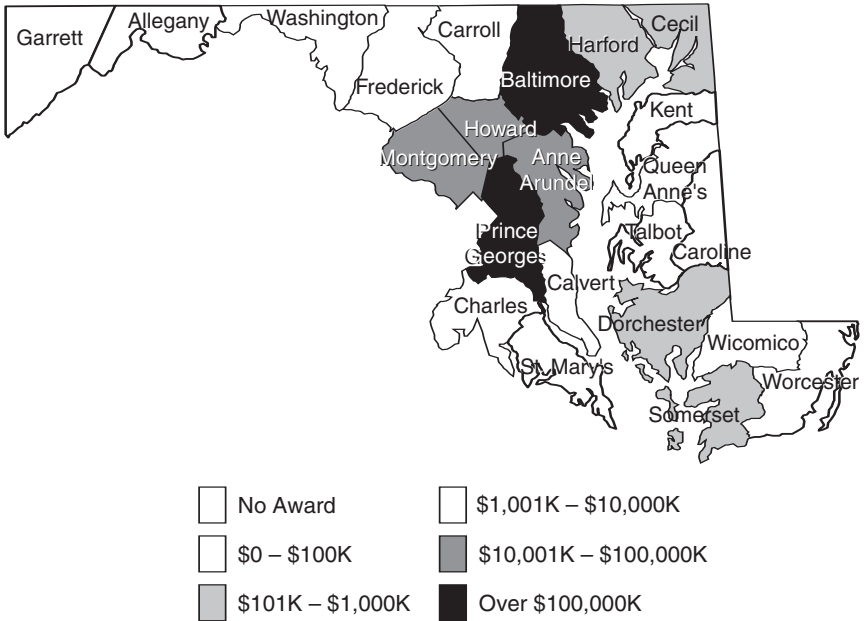 Garrett
Allegany
Washington
Carroll
Cecil
Harford
Frederick
Baltimore
Kent
Howard
Montgomery
Anne
Arundel
Queen
Anne's
Prince
Georges
Talbot
Caroline
Calvert
Charles
Dorchester
Wicomico
St. Mary's
Worcester
Somerset
No Award
$0 – $100K
$101K – $1,000K
$1,001K – $10,000K
$10,001K – $100,000K
Over $100,000K